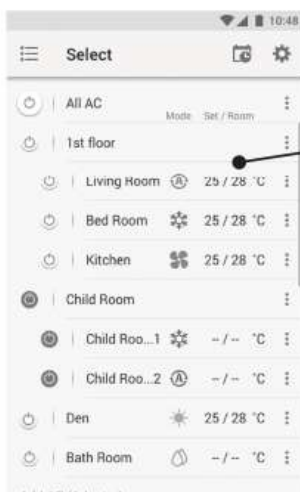 10:48
Select
All AC
Mode Set / Room
1st floor
Living Room A 25 / 28 °C
Bed Room 25 / 28 °C
Kitchen 25 / 28 °C
Child Room
Child Roo...1 -- / -- °C
Child Roo...2 A -- / -- °C
Den 25 / 28 °C
Bath Room -- / -- °C